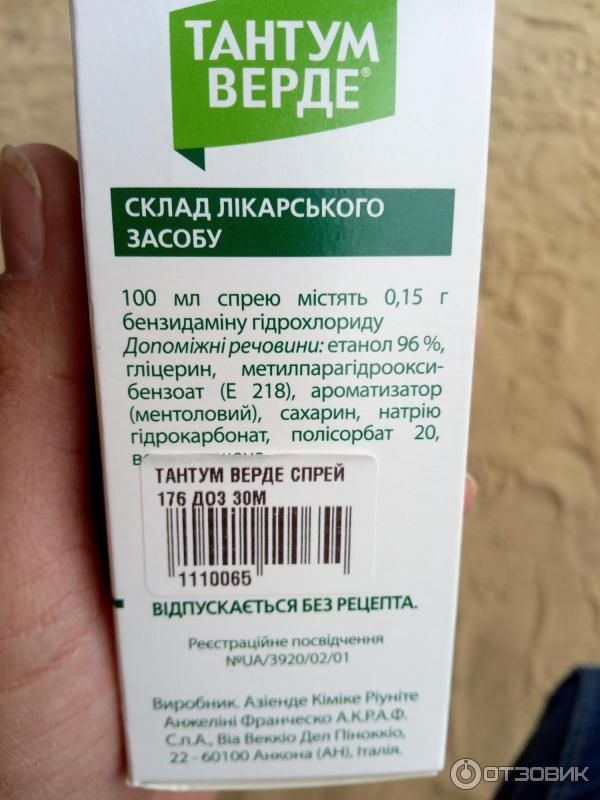 ТАНТУМ
ВЕРДЕ®
СКЛАД ЛІКАРСЬКОГО
ЗАСОБУ
100 мл спрею містять 0,15 г
бензидаміну гідрохлориду
Допоміжні речовини: етанол 96 %,
гліцерин, метилпарагідроокси-
бензоат (Е 218), ароматизатор
(ментоловий), сахарин, натрію
гідрокарбонат, полісорбат 20,
ТАНТУМ ВЕРДЕ СПРЕЙ
176 ДОЗ 30М
1110065
ВІДПУСКАЄТЬСЯ БЕЗ РЕЦЕПТА.
Реєстраційне посвідчення
№UA/3920/02/01
Виробник. Азіенде Кіміке Ріуніте
Анжеліні Франческо А.К.Р.А.Ф.
С.п.А., Віа Веккіо Дел Піноккіо,
22 - 60100 Анкона (АН), Італія.
ОТЗОВИК